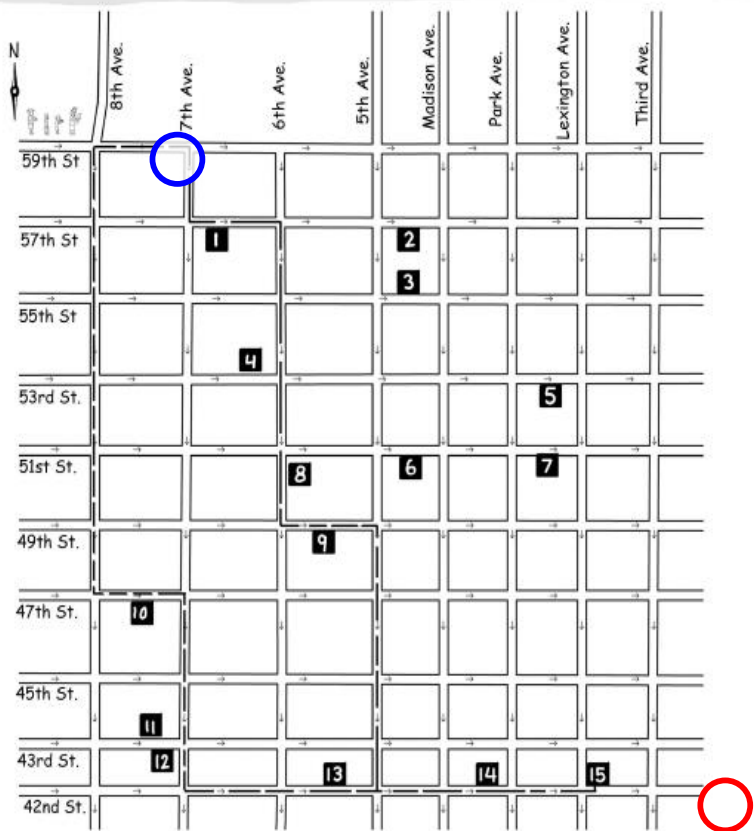 8th Ave.
7th Ave.
6th Ave.
5th Ave.
Madison Ave.
Park Ave.
Lexington Ave.
Third Ave.
N
59th St
57th St
1
2
3
55th St
4
53rd St.
5
51st St.
8
6
7
49th St.
9
47th St.
10
45th St.
11
43rd St.
12
13
14
15
42nd St.